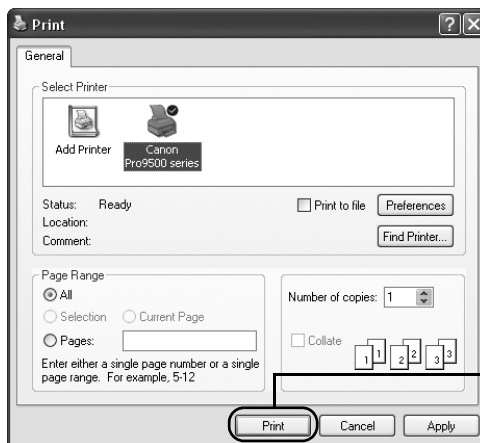 Print
General
Select Printer
Add Printer
Canon
Pro9500 series
Status: Ready
Location:
Comment:
Print to file
Preferences
Find Printer...
Page Range
All
Selection
Current Page
Pages:
Enter either a single page number or a single
page range. For example, 5-12
Number of copies: 1
Collate
1 1 2 2 3 3
Print
Cancel
Apply